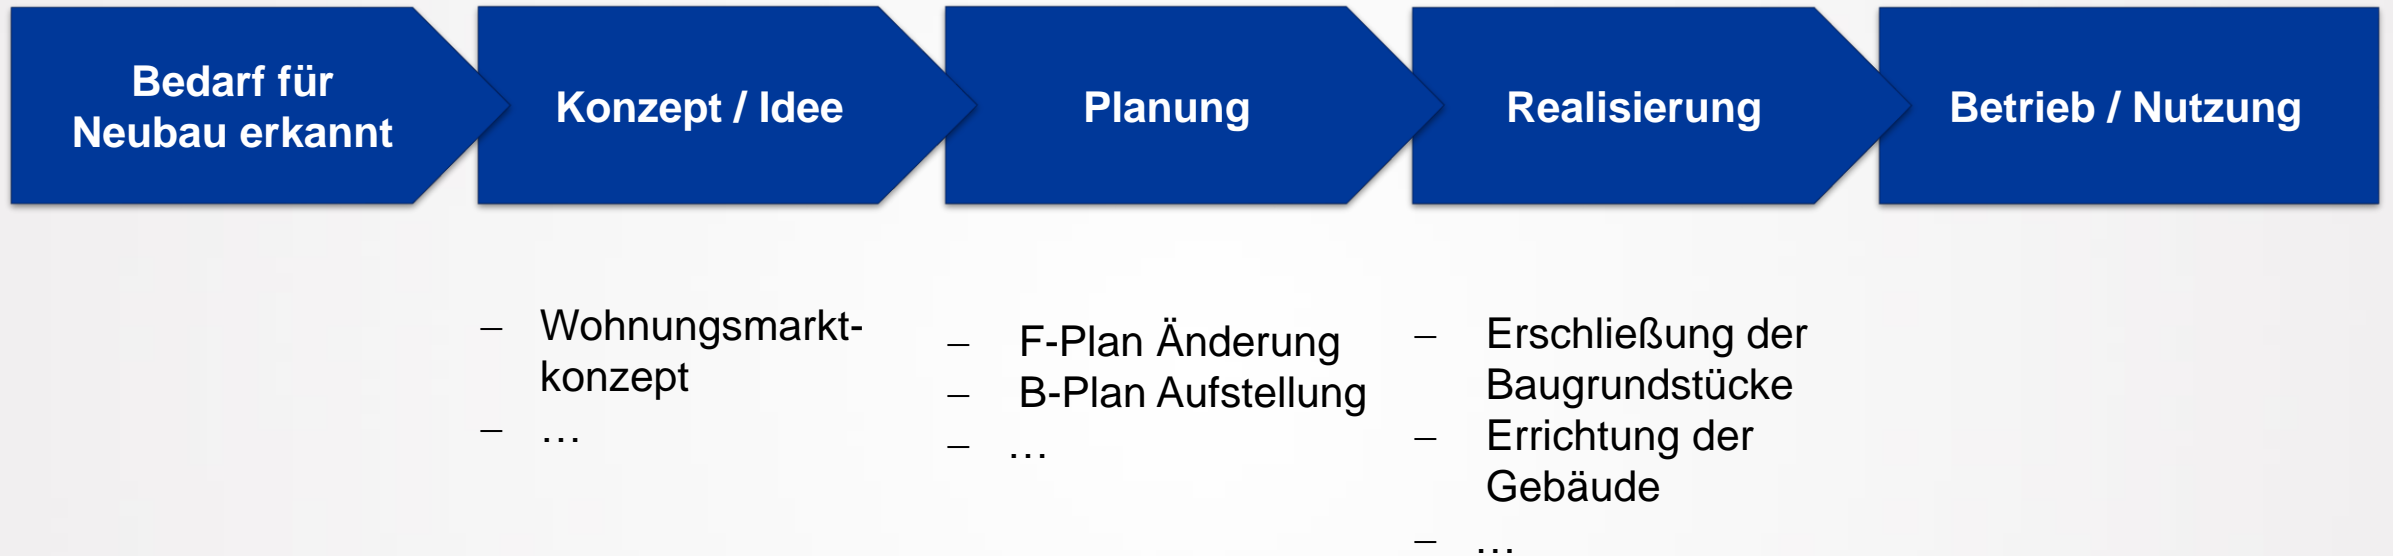 Bedarf für
Neubau erkannt
Konzept / Idee
Planung
Realisierung
Betrieb / Nutzung
– Wohnungsmarkt-
konzept
– …
– F-Plan Änderung
– B-Plan Aufstellung
– …
– Erschließung der
Baugrundstücke
– Errichtung der
Gebäude
– …